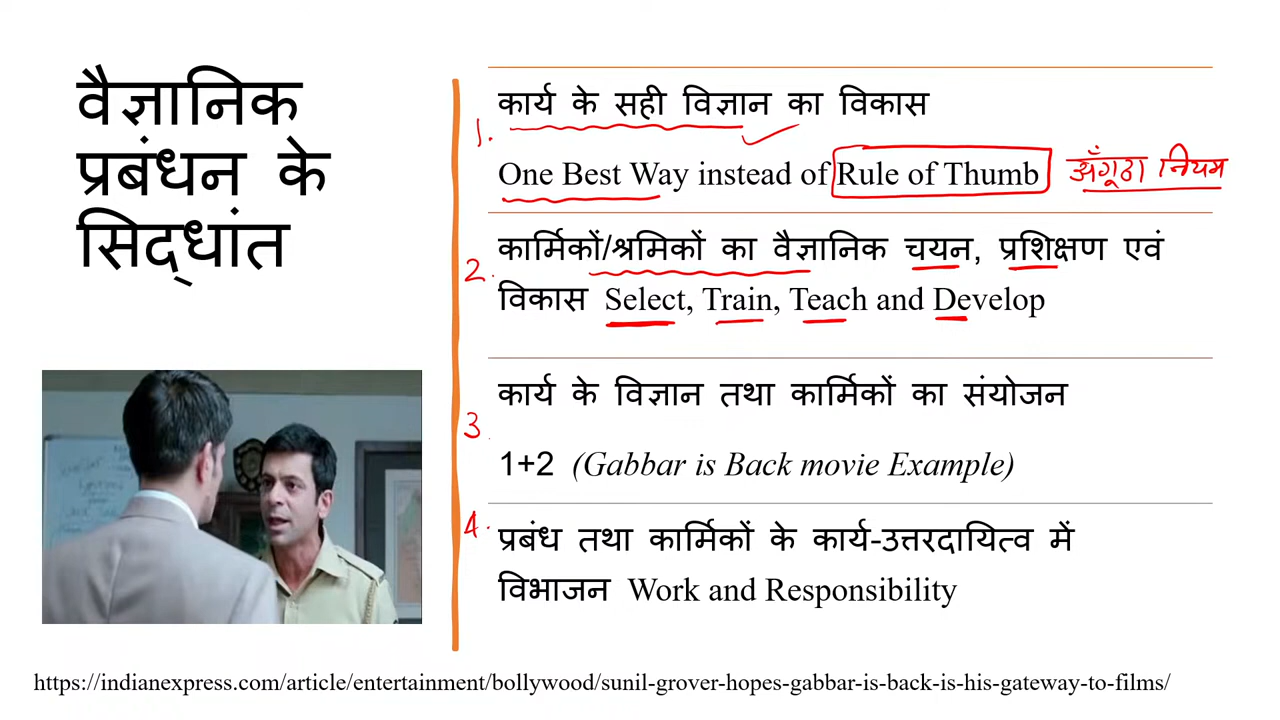 वैज्ञानिक
प्रबंधन के
सिद्धांत
1. कार्य के सही विज्ञान का विकास
One Best Way instead of Rule of Thumb अँगूठा नियम
2. कार्मिकों/श्रमिकों का वैज्ञानिक चयन, प्रशिक्षण एवं
विकास Select, Train, Teach and Develop
3. कार्य के विज्ञान तथा कार्मिकों का संयोजन
1+2 (Gabbar is Back movie Example)
4. प्रबंध तथा कार्मिकों के कार्य-उत्तरदायित्व में
विभाजन Work and Responsibility
https://indianexpress.com/article/entertainment/bollywood/sunil-grover-hopes-gabbar-is-back-is-his-gateway-to-films/